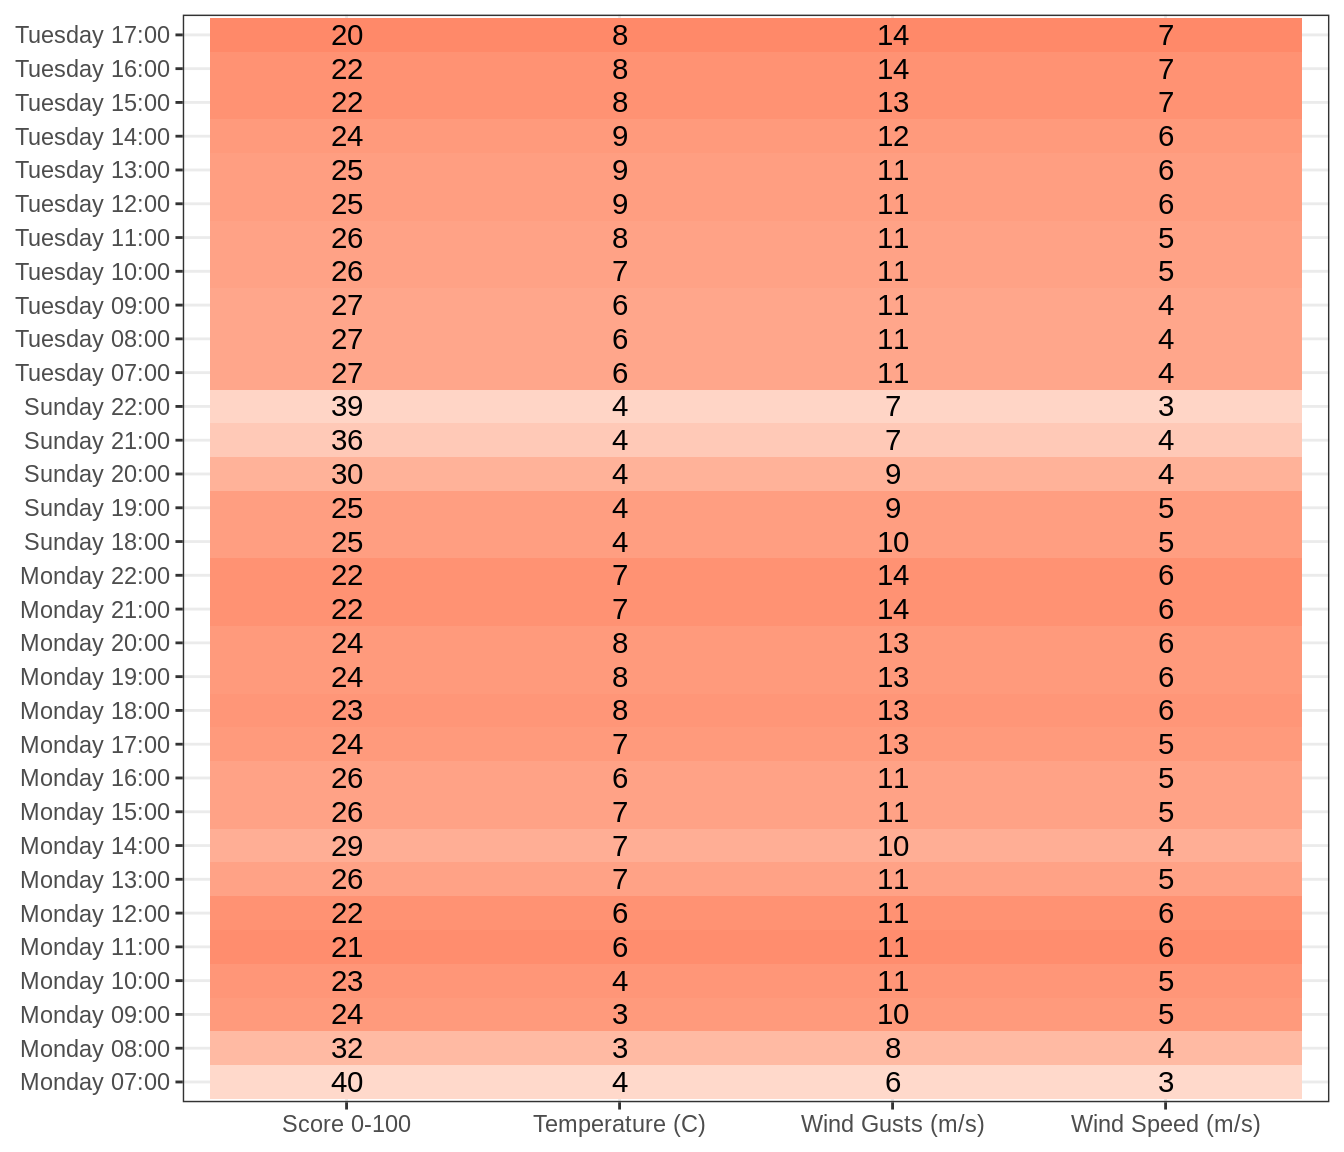 Tuesday 17:00 20 8 14 7
Tuesday 16:00 22 8 14 7
Tuesday 15:00 22 8 13 7
Tuesday 14:00 24 9 12 6
Tuesday 13:00 25 9 11 6
Tuesday 12:00 25 9 11 6
Tuesday 11:00 26 8 11 5
Tuesday 10:00 26 7 11 5
Tuesday 09:00 27 6 11 4
Tuesday 08:00 27 6 11 4
Tuesday 07:00 27 6 11 4
Sunday 22:00 39 4 7 3
Sunday 21:00 36 4 7 4
Sunday 20:00 30 4 9 4
Sunday 19:00 25 4 9 5
Sunday 18:00 25 4 10 5
Monday 22:00 22 7 14 6
Monday 21:00 22 7 14 6
Monday 20:00 24 8 13 6
Monday 19:00 24 8 13 6
Monday 18:00 23 8 13 6
Monday 17:00 24 7 13 5
Monday 16:00 26 6 11 5
Monday 15:00 26 7 11 5
Monday 14:00 29 7 10 4
Monday 13:00 26 7 11 5
Monday 12:00 22 6 11 6
Monday 11:00 21 6 11 6
Monday 10:00 23 4 11 5
Monday 09:00 24 3 10 5
Monday 08:00 32 3 8 4
Monday 07:00 40 4 6 3
Score 0-100 Temperature (C) Wind Gusts (m/s) Wind Speed (m/s)